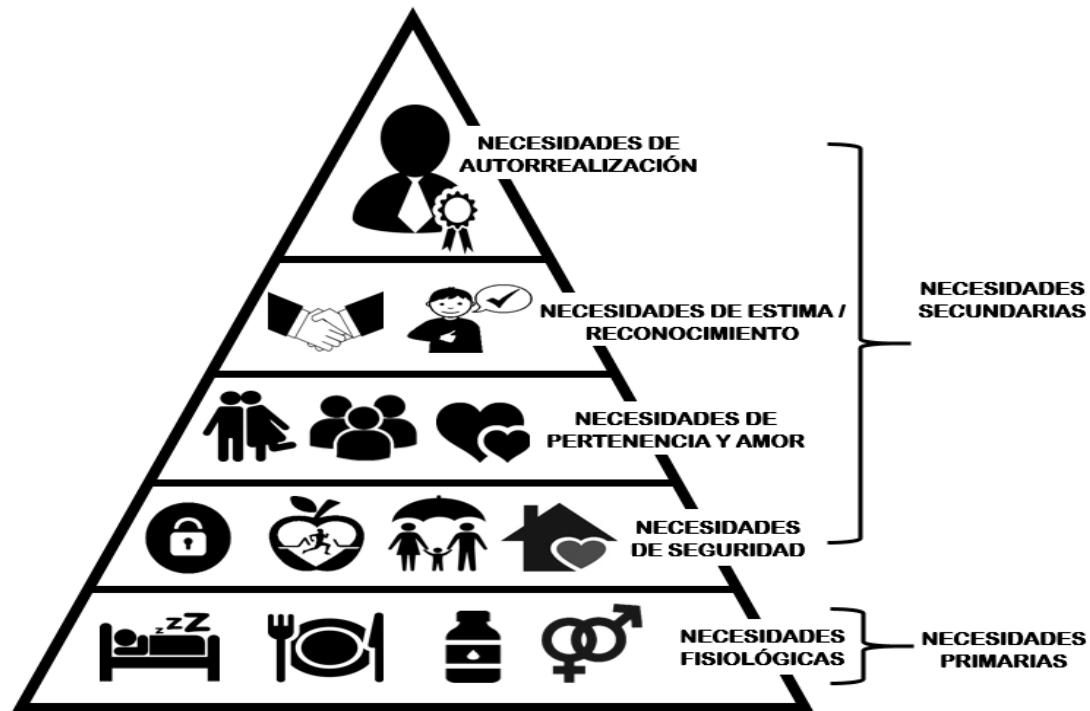 NECESIDADES DE
AUTORREALIZACIÓN
NECESIDADES DE ESTIMA /
RECONOCIMIENTO
NECESIDADES
SECUNDARIAS
NECESIDADES DE
PERTENENCIA Y AMOR
NECESIDADES
DE SEGURIDAD
zzZ
NECESIDADES
FISIOLÓGICAS
NECESIDADES
PRIMARIAS